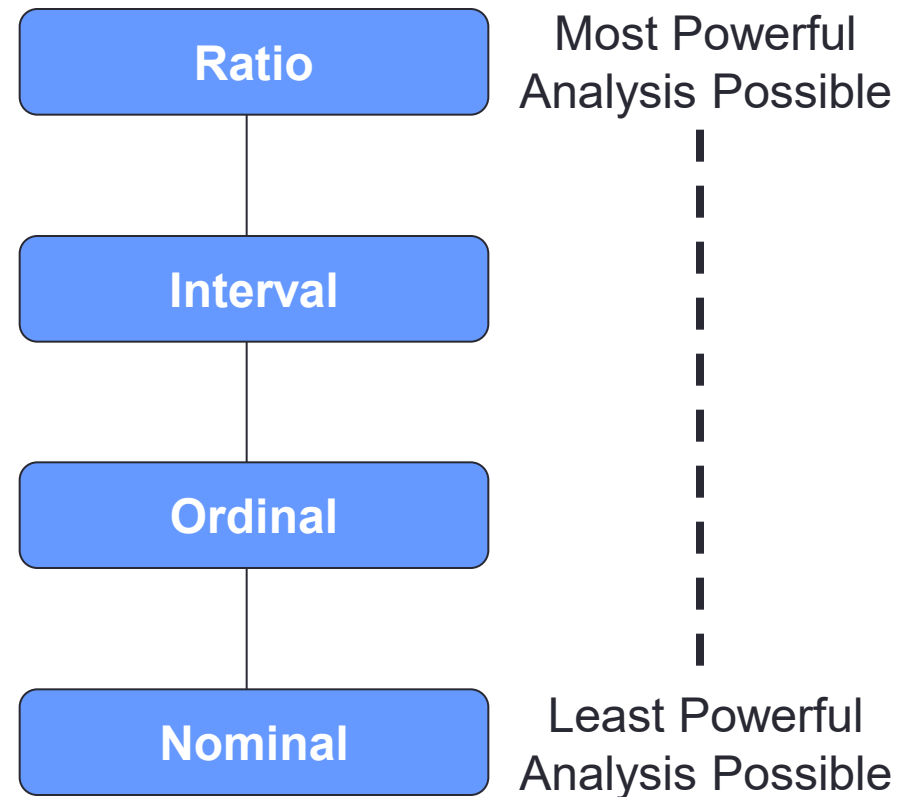 Ratio
Most Powerful
Analysis Possible
Interval
Ordinal
Nominal
Least Powerful
Analysis Possible